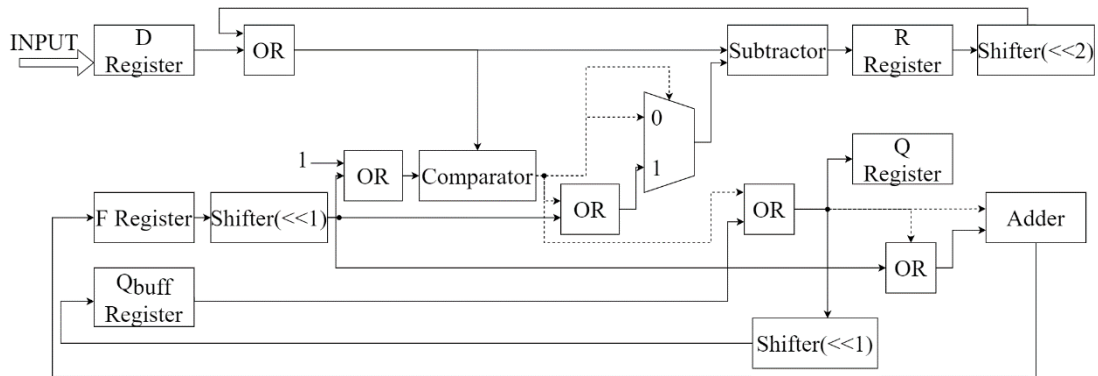 INPUT
D
Register
OR
Subtractor
R
Register
Shifter(<<2)
0
1
1
OR
Comparator
OR
OR
Q
Register
F Register
Shifter(<<1)
Adder
OR
Qbuff
Register
Shifter(<<1)